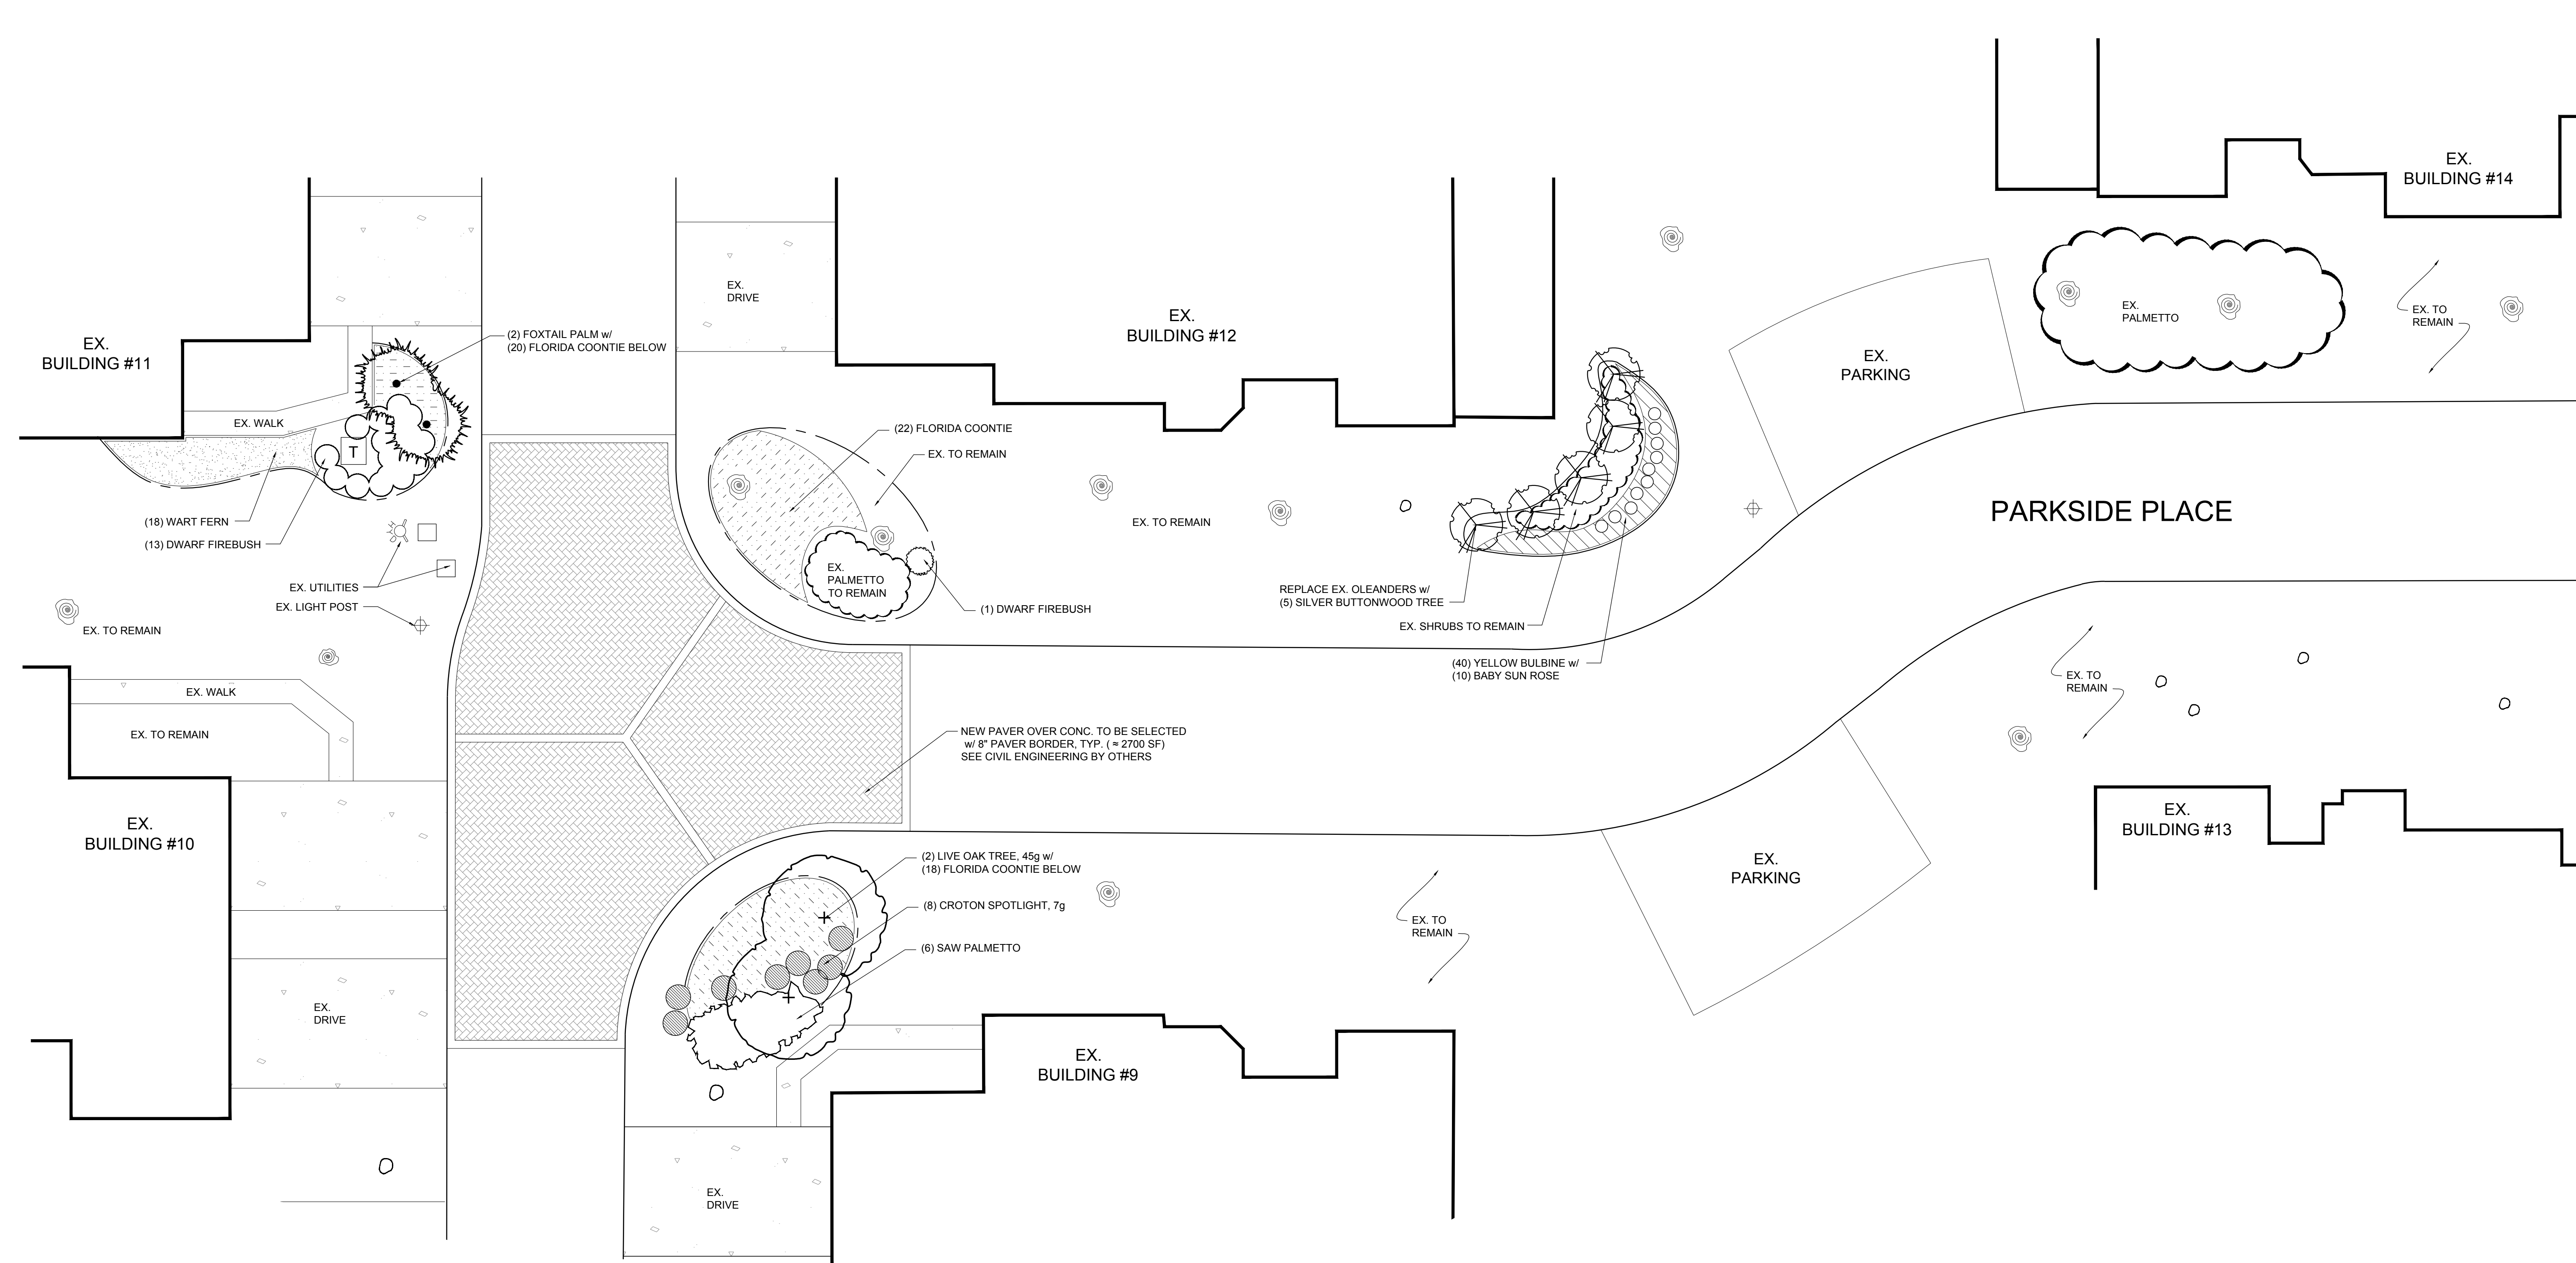 EX.
BUILDING #14
EX.
DRIVE
EX.
BUILDING #12
EX.
PALMETTO
EX. TO
REMAIN
EX.
BUILDING #11
(2) FOXTAIL PALM w/
(20) FLORIDA COONTIE BELOW
EX.
PARKING
EX. WALK
T
(22) FLORIDA COONTIE
EX. TO REMAIN
(18) WART FERN
(13) DWARF FIREBUSH
EX. TO REMAIN
PARKSIDE PLACE
EX. UTILITIES
EX. LIGHT POST
EX.
PALMETTO
TO REMAIN
(1) DWARF FIREBUSH
REPLACE EX. OLEANDERS w/
(5) SILVER BUTTONWOOD TREE
EX. SHRUBS TO REMAIN
(40) YELLOW BULBINE w/
(10) BABY SUN ROSE
EX. TO REMAIN
EX. WALK
EX. TO REMAIN
EX. TO
REMAIN
NEW PAVER OVER CONC. TO BE SELECTED
w/ 8" PAVER BORDER, TYP. ( ≈ 2700 SF)
SEE CIVIL ENGINEERING BY OTHERS
EX.
BUILDING #10
EX.
BUILDING #13
(2) LIVE OAK TREE, 45g w/
(18) FLORIDA COONTIE BELOW
(8) CROTON SPOTLIGHT, 7g
(6) SAW PALMETTO
EX.
PARKING
EX. TO
REMAIN
EX.
DRIVE
EX.
BUILDING #9
EX.
DRIVE